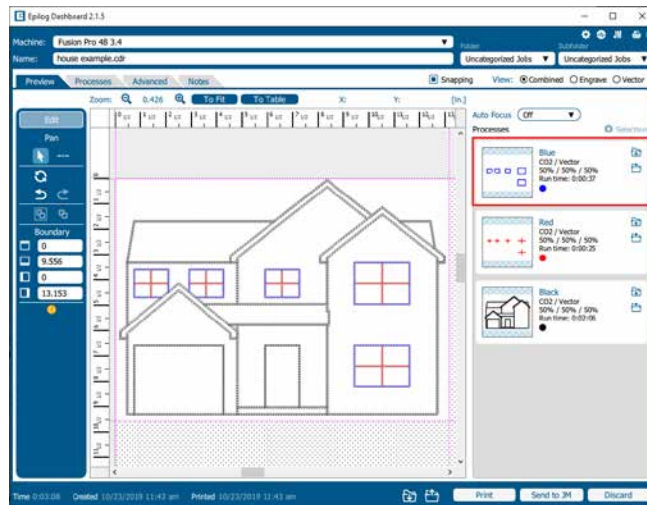 Epilog Dashboard 2.1.5
Machine: Fusion Pro 48 3.4
Folder
Subfolder
Name: house example.cdr
Uncategorized Jobs
Uncategorized Jobs
Preview Processes Advanced Notes
Snapping View: Combined Engrave Vector
Zoom: 0.426 To Fit To Table X: Y: [in.]
Auto Focus Off
Processes
Edit
Pan
Boundary
0
9.556
0
13.153
Blue
CO2 / Vector
50% / 50% / 50%
Run time: 0:00:37
Red
CO2 / Vector
50% / 50% / 50%
Run time: 0:00:25
Black
CO2 / Vector
50% / 50% / 50%
Run time: 0:02:06
Time 0:03:08 Created 10/23/2019 11:43 am Printed 10/23/2019 11:43 am
Print Send to JM Discard